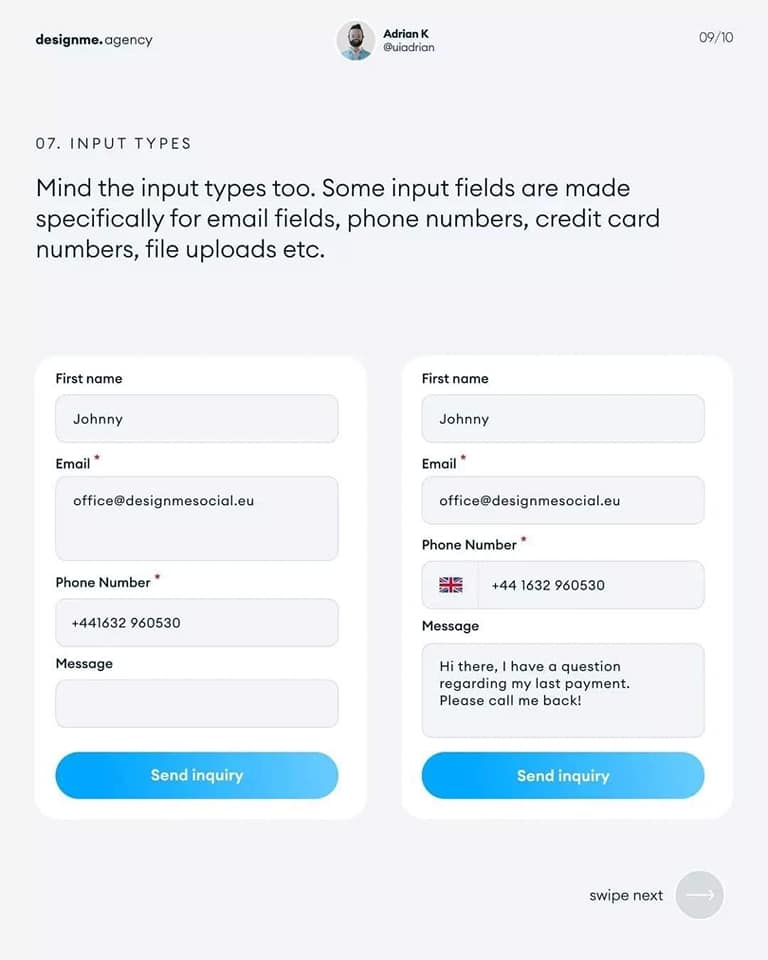 designme.agency
Adrian K
@uiadrian
09/10
07. INPUT TYPES
Mind the input types too. Some input fields are made
specifically for email fields, phone numbers, credit card
numbers, file uploads etc.
First name
Johnny
Email *
office@designmesocial.eu
Phone Number *
+441632 960530
Message
Send inquiry
First name
Johnny
Email *
office@designmesocial.eu
Phone Number *
+44 1632 960530
Message
Hi there, I have a question
regarding my last payment.
Please call me back!
Send inquiry
swipe next